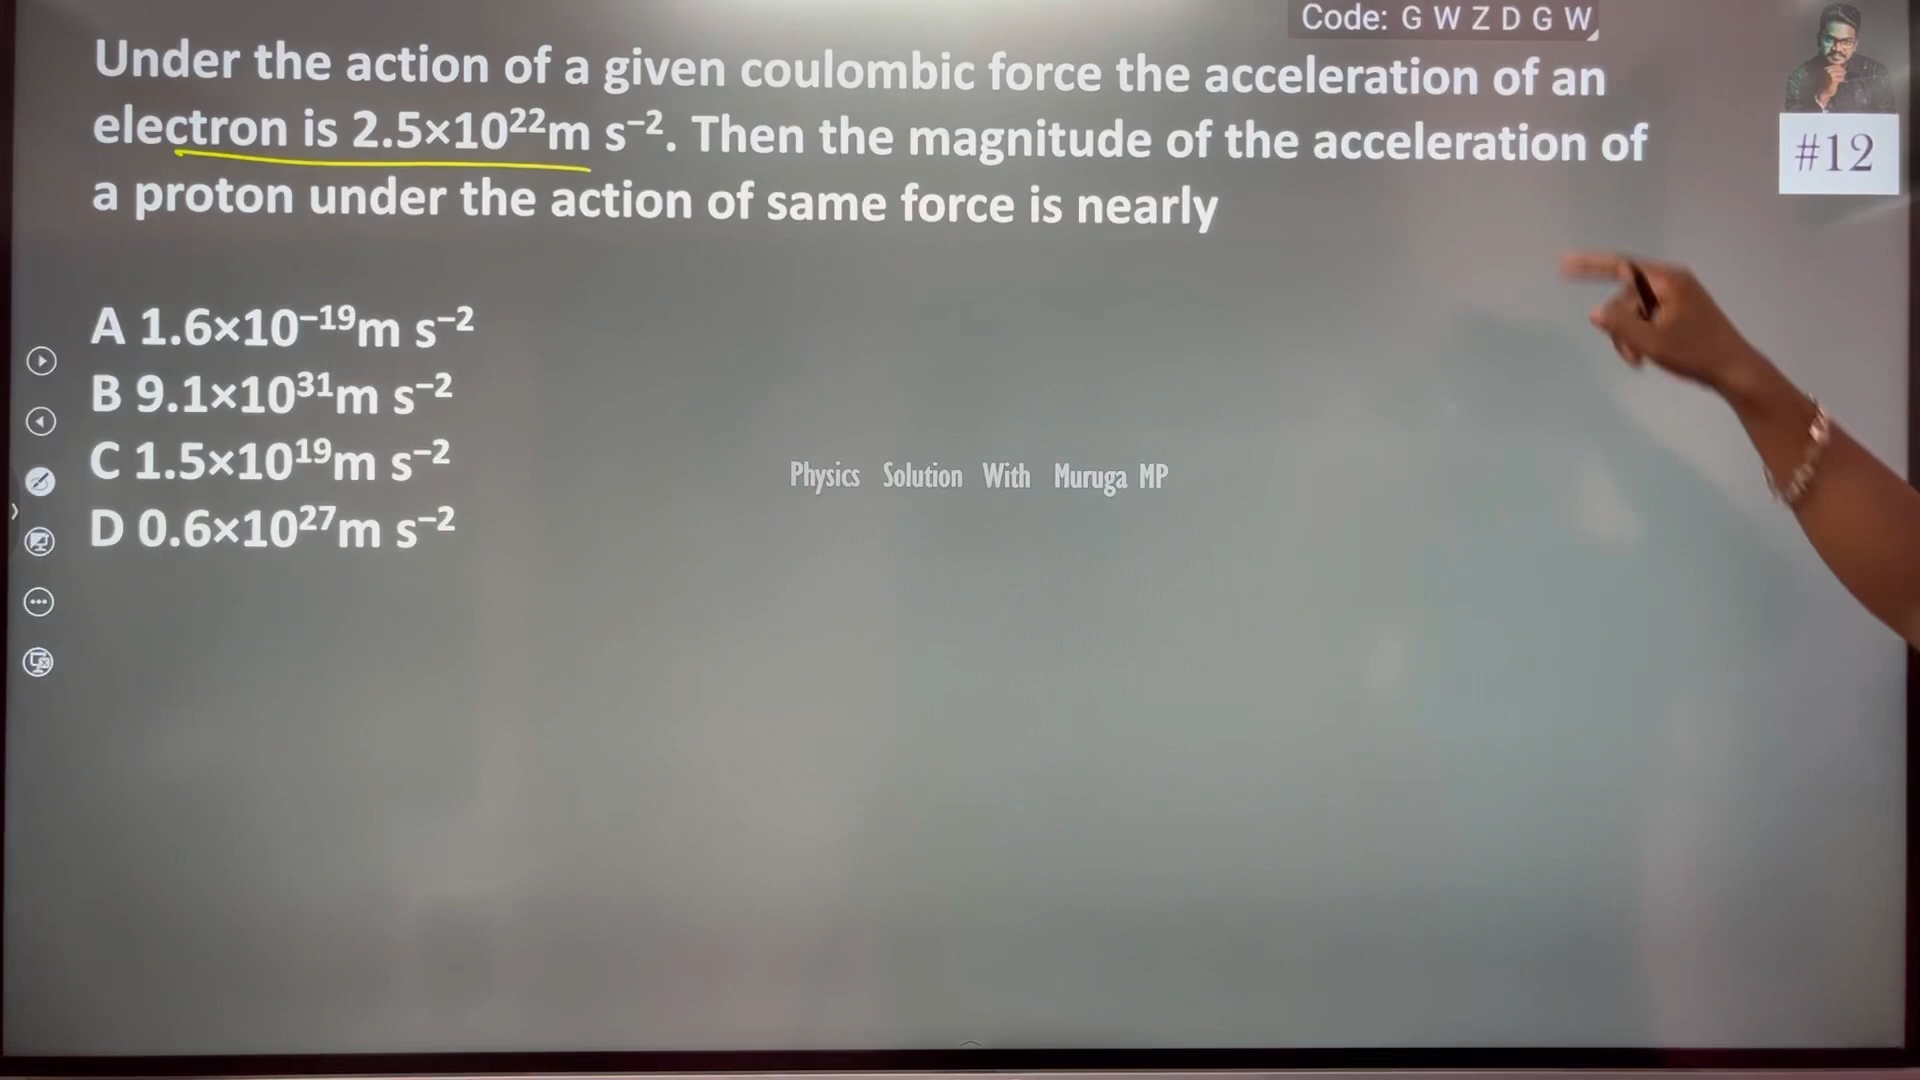 Code: G W Z D G W
Under the action of a given coulombic force the acceleration of an
electron is 2.5×10²²m s⁻². Then the magnitude of the acceleration of
a proton under the action of same force is nearly
#12
A 1.6×10⁻¹⁹m s⁻²
B 9.1×10³¹m s⁻²
C 1.5×10¹⁹m s⁻²
D 0.6×10²⁷m s⁻²
Physics Solution With Muruga MP